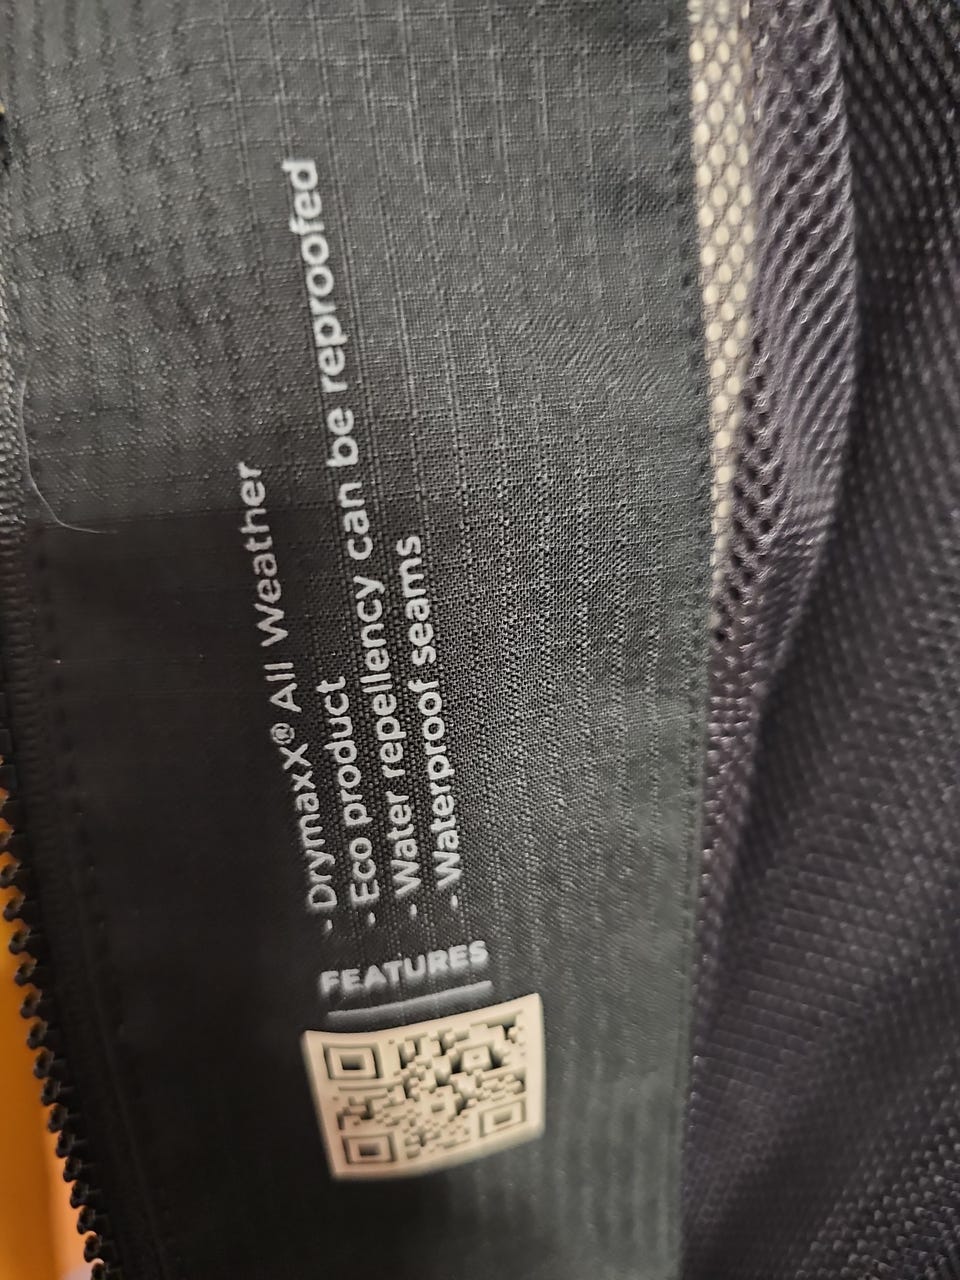 FEATURES
· DrymaxX® All Weather
· Eco product
· Water repellency can be reproofed
· Waterproof seams